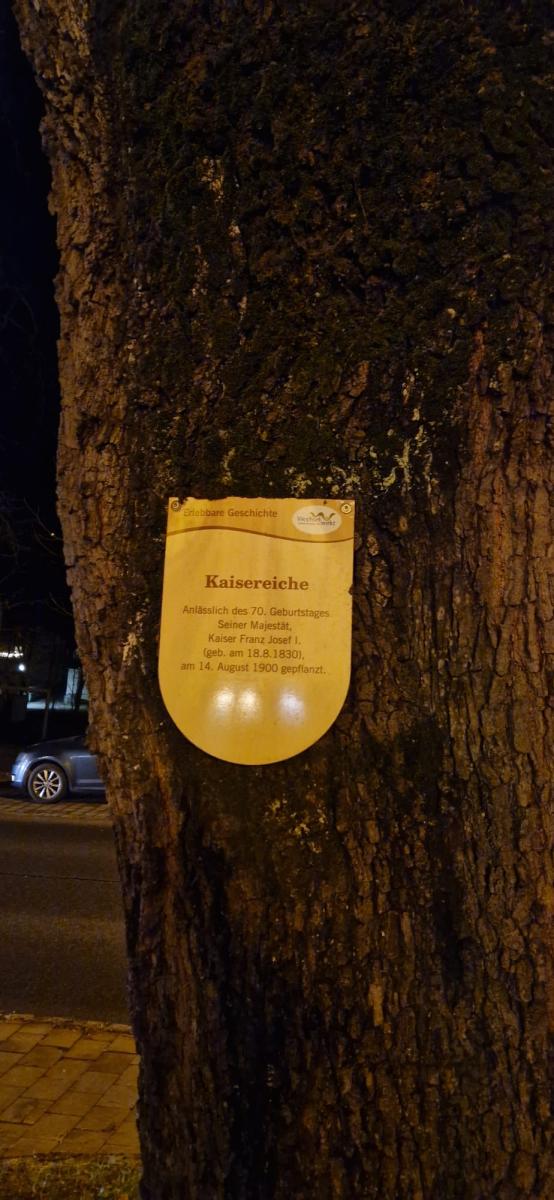 Erlebbare Geschichte
Kaisereiche
Anlässlich des 70. Geburtstages
Seiner Majestät,
Kaiser Franz Josef I.
(geb. am 18.8.1830),
am 14. August 1900 gepflanzt.